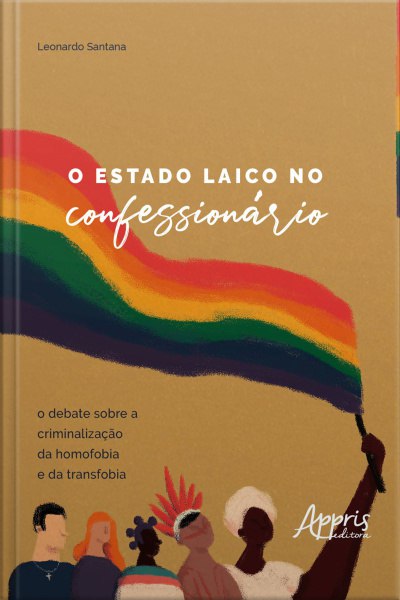 Leonardo Santana
O ESTADO LAICO NO
confessionário
o debate sobre a
criminalização
da homofobia
e da transfobia
Appris
editora